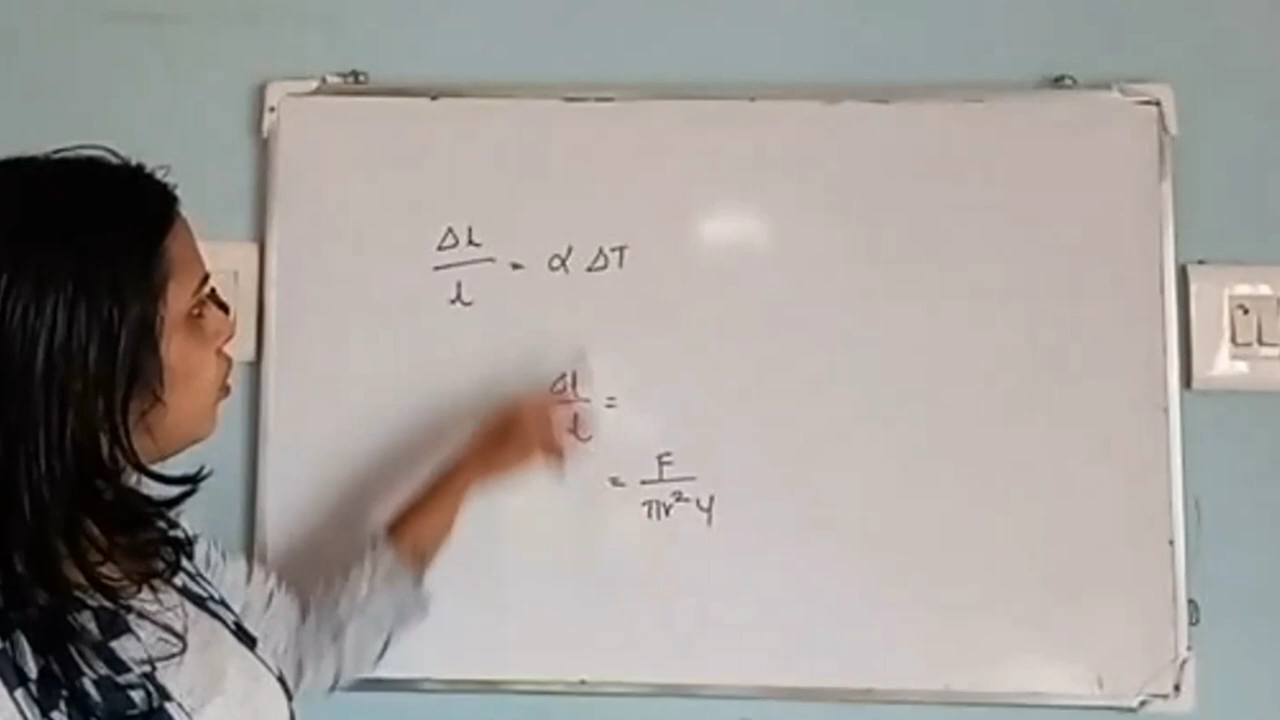 Δl/l = α ΔT
Δl/l =
= F/πr²Y